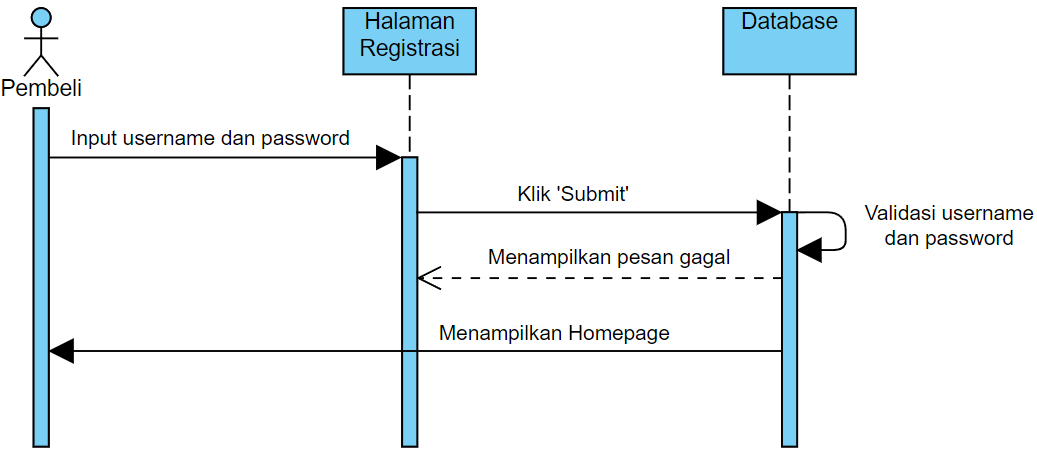 Pembeli
Halaman
Registrasi
Database
Input username dan password
Klik 'Submit'
Validasi username
dan password
Menampilkan pesan gagal
Menampilkan Homepage